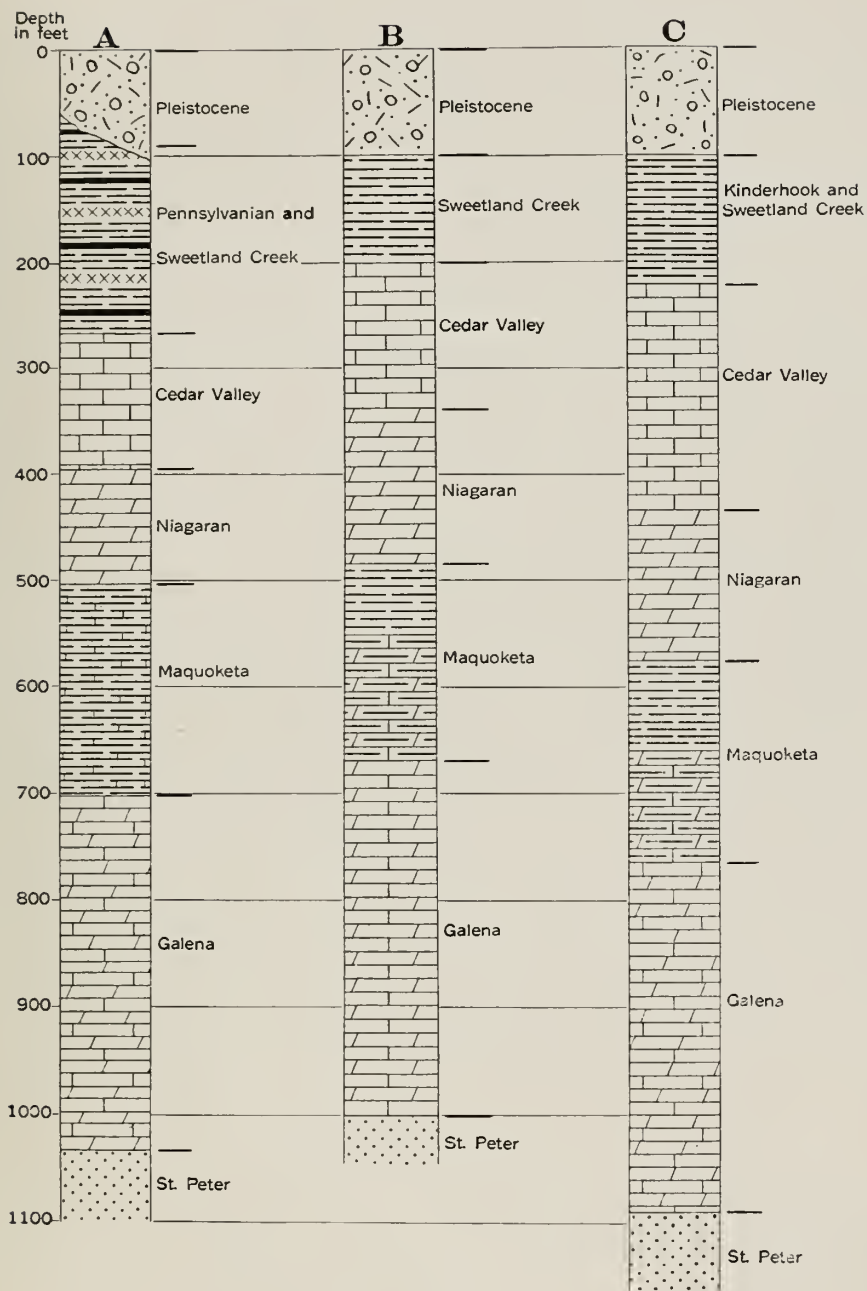 Depth
in feet
A
B
C
0
100
200
300
400
500
600
700
800
900
1000
1100
Pleistocene
Pennsylvanian and
Sweetland Creek
Cedar Valley
Niagaran
Maquoketa
Galena
St. Peter
Pleistocene
Sweetland Creek
Cedar Valley
Niagaran
Maquoketa
Galena
St. Peter
Pleistocene
Kinderhook and
Sweetland Creek
Cedar Valley
Niagaran
Maquoketa
Galena
St. Peter